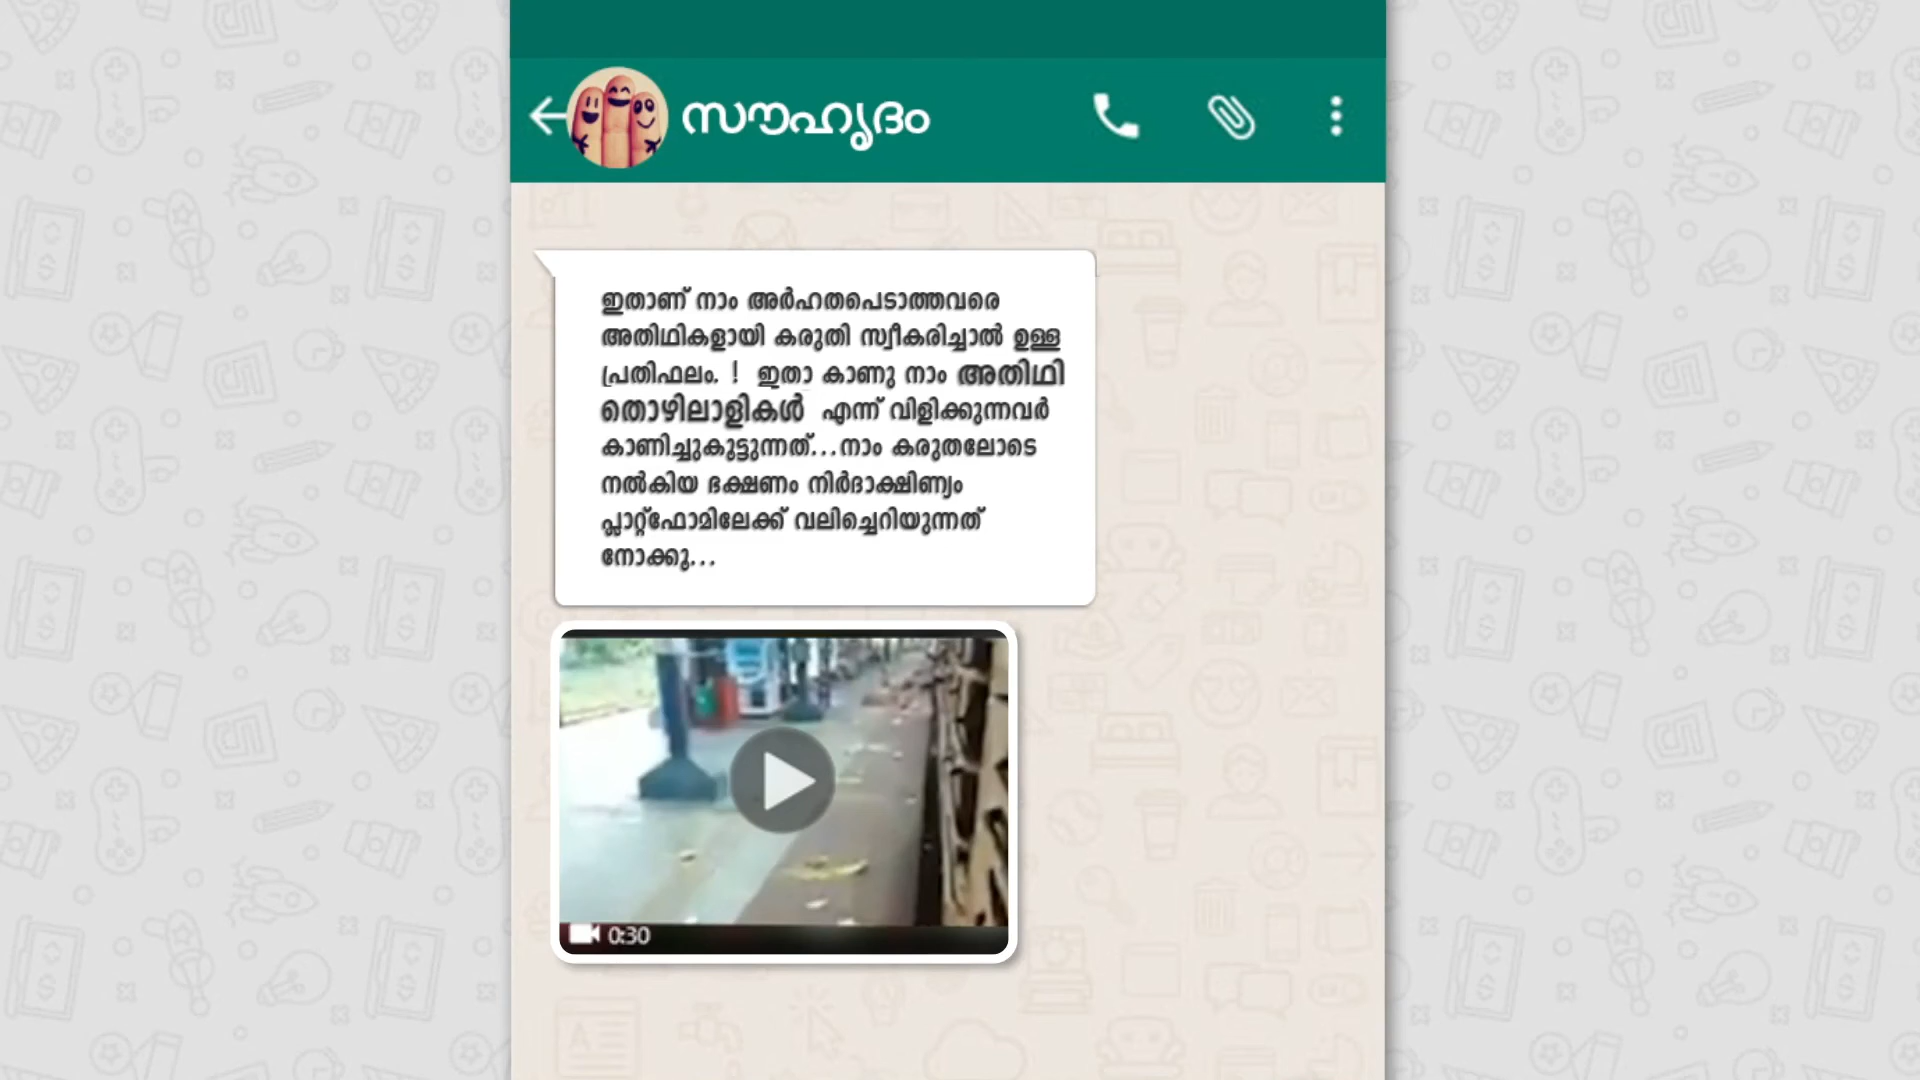 സൗഹൃദം
ഇതാണ് നാം അർഹതപെടാത്തവരെ
അതിഥികളായി കരുതി സ്വീകരിച്ചാൽ ഉള്ള
പ്രതിഫലം. ! ഇതാ കാണു നാം അതിഥി
തൊഴിലാളികൾ എന്ന് വിളിക്കുന്നവർ
കാണിച്ചുകൂട്ടുന്നത്...നാം കരുതലോടെ
നൽകിയ ഭക്ഷണം നിർദാക്ഷിണ്യം
പ്ലാറ്റ്ഫോമിലേക്ക് വലിച്ചെറിയുന്നത്
നോക്കൂ...
0:30